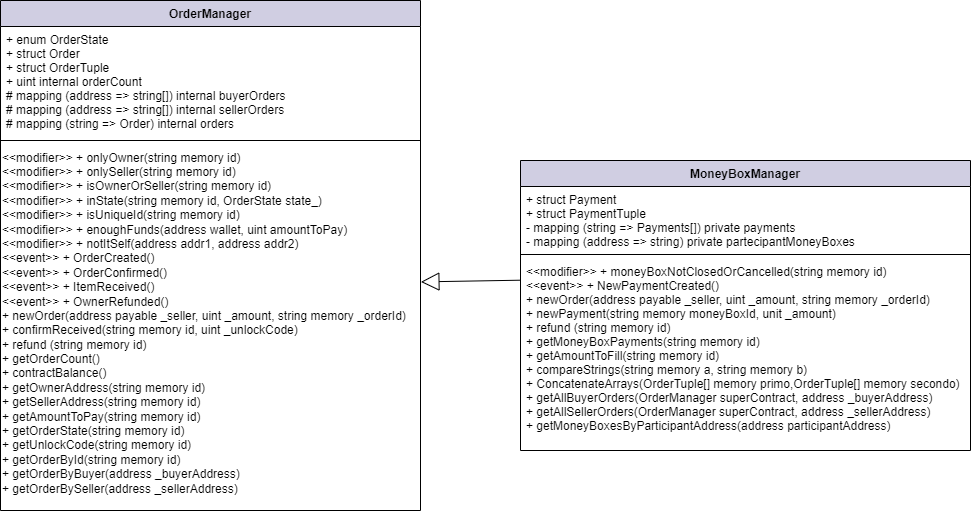 OrderManager
+ enum OrderState
+ struct Order
+ struct OrderTuple
+ uint internal orderCount
# mapping (address => string[]) internal buyerOrders
# mapping (address => string[]) internal sellerOrders
# mapping (string => Order) internal orders
<<modifier>> + onlyOwner(string memory id)
<<modifier>> + onlySeller(string memory id)
<<modifier>> + isOwnerOrSeller(string memory id)
<<modifier>> + inState(string memory id, OrderState state_)
<<modifier>> + isUniqueId(string memory id)
<<modifier>> + enoughFunds(address wallet, uint amountToPay)
<<modifier>> + notItSelf(address addr1, address addr2)
<<event>> + OrderCreated()
<<event>> + OrderConfirmed()
<<event>> + ItemReceived()
<<event>> + OwnerRefunded()
+ newOrder(address payable _seller, uint _amount, string memory _orderId)
+ confirmReceived(string memory id, uint _unlockCode)
+ refund (string memory id)
+ getOrderCount()
+ contractBalance()
+ getOwnerAddress(string memory id)
+ getSellerAddress(string memory id)
+ getAmountToPay(string memory id)
+ getOrderState(string memory id)
+ getUnlockCode(string memory id)
+ getOrderById(string memory id)
+ getOrderByBuyer(address _buyerAddress)
+ getOrderBySeller(address _sellerAddress)
MoneyBoxManager
+ struct Payment
+ struct PaymentTuple
- mapping (string => Payments[]) private payments
- mapping (address => string) private partecipantMoneyBoxes
<<modifier>> + moneyBoxNotClosedOrCancelled(string memory id)
<<event>> + NewPaymentCreated()
+ newOrder(address payable _seller, uint _amount, string memory _orderId)
+ newPayment(string memory moneyBoxId, unit _amount)
+ refund (string memory id)
+ getMoneyBoxPayments(string memory id)
+ getAmountToFill(string memory id)
+ compareStrings(string memory a, string memory b)
+ ConcatenateArrays(OrderTuple[] memory primo,OrderTuple[] memory secondo)
+ getAllBuyerOrders(OrderManager superContract, address _buyerAddress)
+ getAllSellerOrders(OrderManager superContract, address _sellerAddress)
+ getMoneyBoxesByParticipantAddress(address participantAddress)